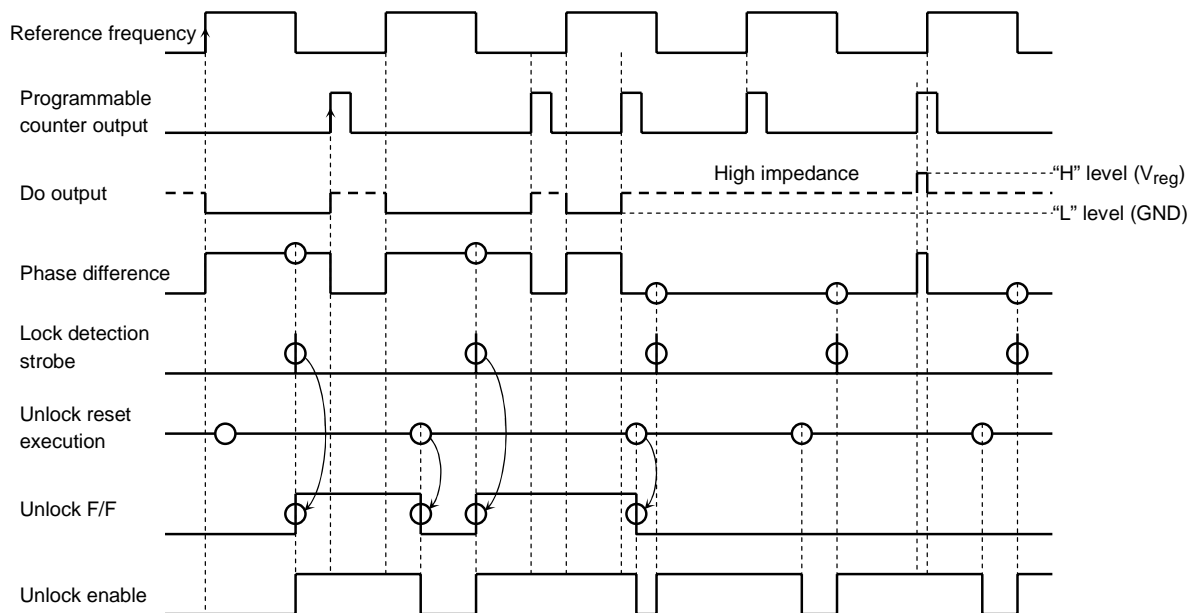 Reference frequency
Programmable
counter output
High impedance
“H” level (Vreg)
Do output
“L” level (GND)
Phase difference
Lock detection
strobe
Unlock reset
execution
Unlock F/F
Unlock enable